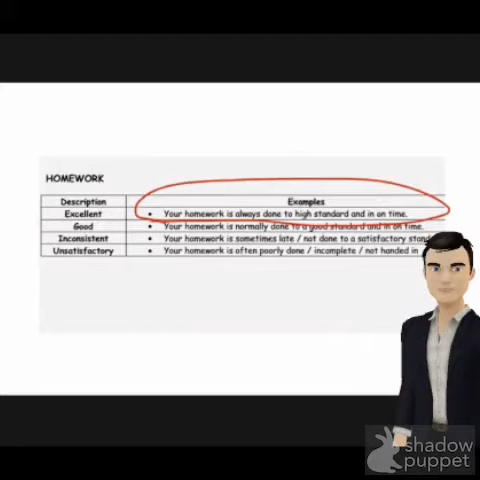 HOMEWORK
Description Examples
Excellent • Your homework is always done to high standard and in on time.
Good • Your homework is normally done to a good standard and in on time.
Inconsistent • Your homework is sometimes late / not done to a satisfactory
Unsatisfactory • Your homework is often poorly done / incomplete / not handed in
shadow
puppet